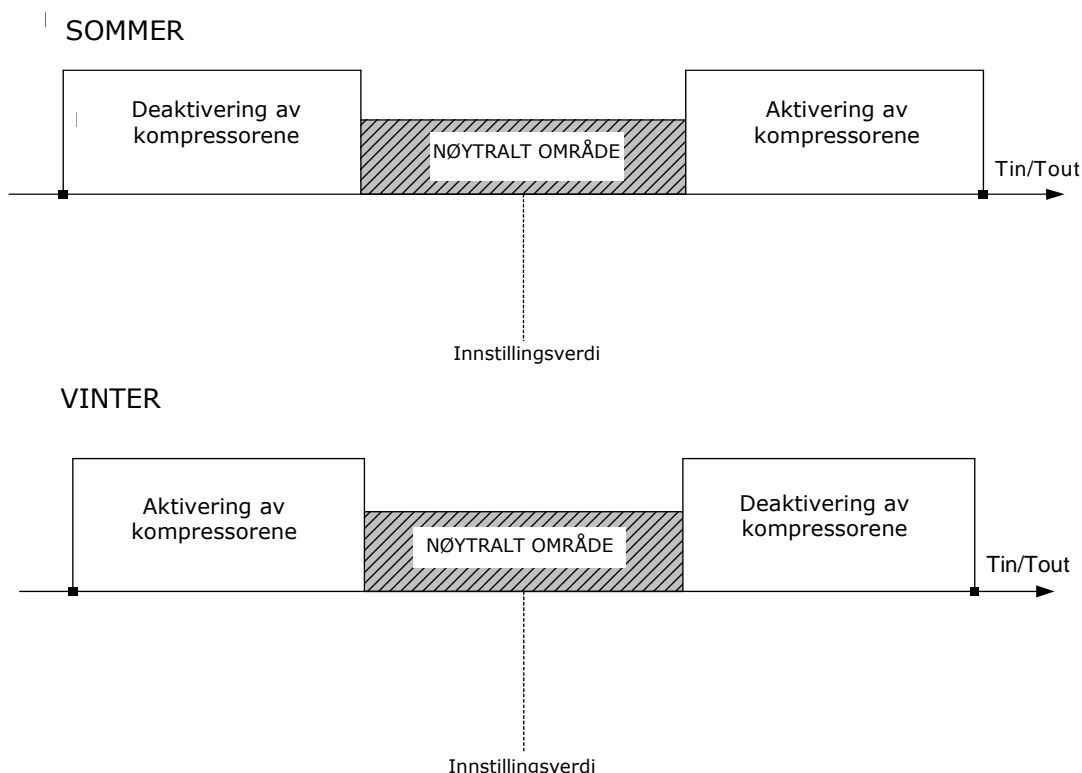 SOMMER
Deaktivering av
kompressorene
NØYTRALT OMRÅDE
Aktivering av
kompressorene
Tin/Tout
Innstillingsverdi
VINTER
Aktivering av
kompressorene
NØYTRALT OMRÅDE
Deaktivering av
kompressorene
Tin/Tout
Innstillingsverdi